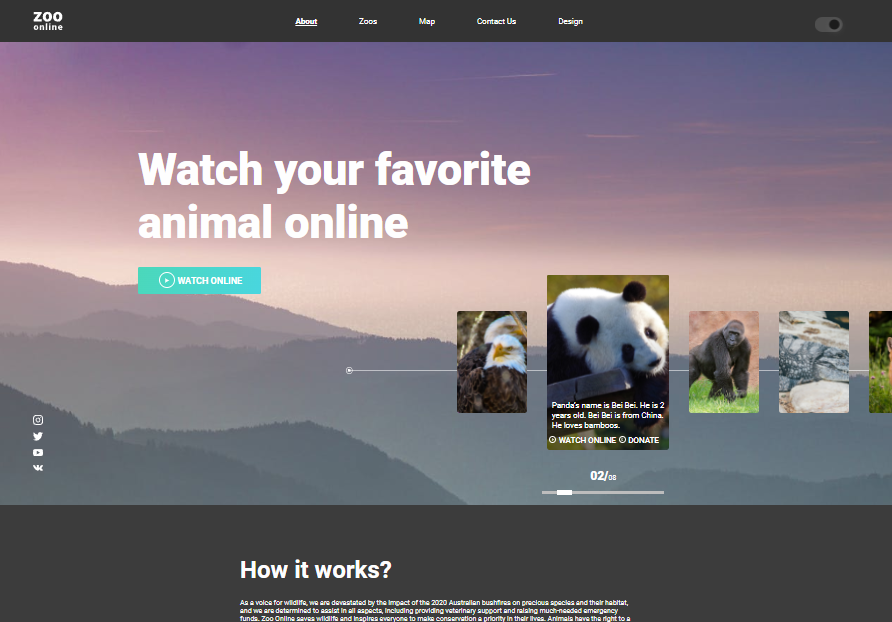 ZOO
online
About
Zoos
Map
Contact Us
Design
Watch your favorite
animal online
WATCH ONLINE
Panda's name is Bei Bei. He is 2
years old. Bei Bei is from China.
He loves bamboos.
WATCH ONLINE DONATE
02/08
How it works?
As a voice for wildlife, we are devastated by the impact of the 2020 Australian bushfires on precious species and their habitat,
and we are determined to assist in all aspects, including providing veterinary support and raising much-needed emergency
funds. Zoo Online saves wildlife and inspires everyone to make conservation a priority in their lives. Animals have the right to a